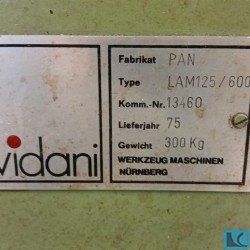 vidani
Fabrikat PAN
Type LAM125/600
Komm.-Nr. 13460
Lieferjahr 75
Gewicht 300 Kg
WERKZEUG MASCHINEN
NÜRNBERG